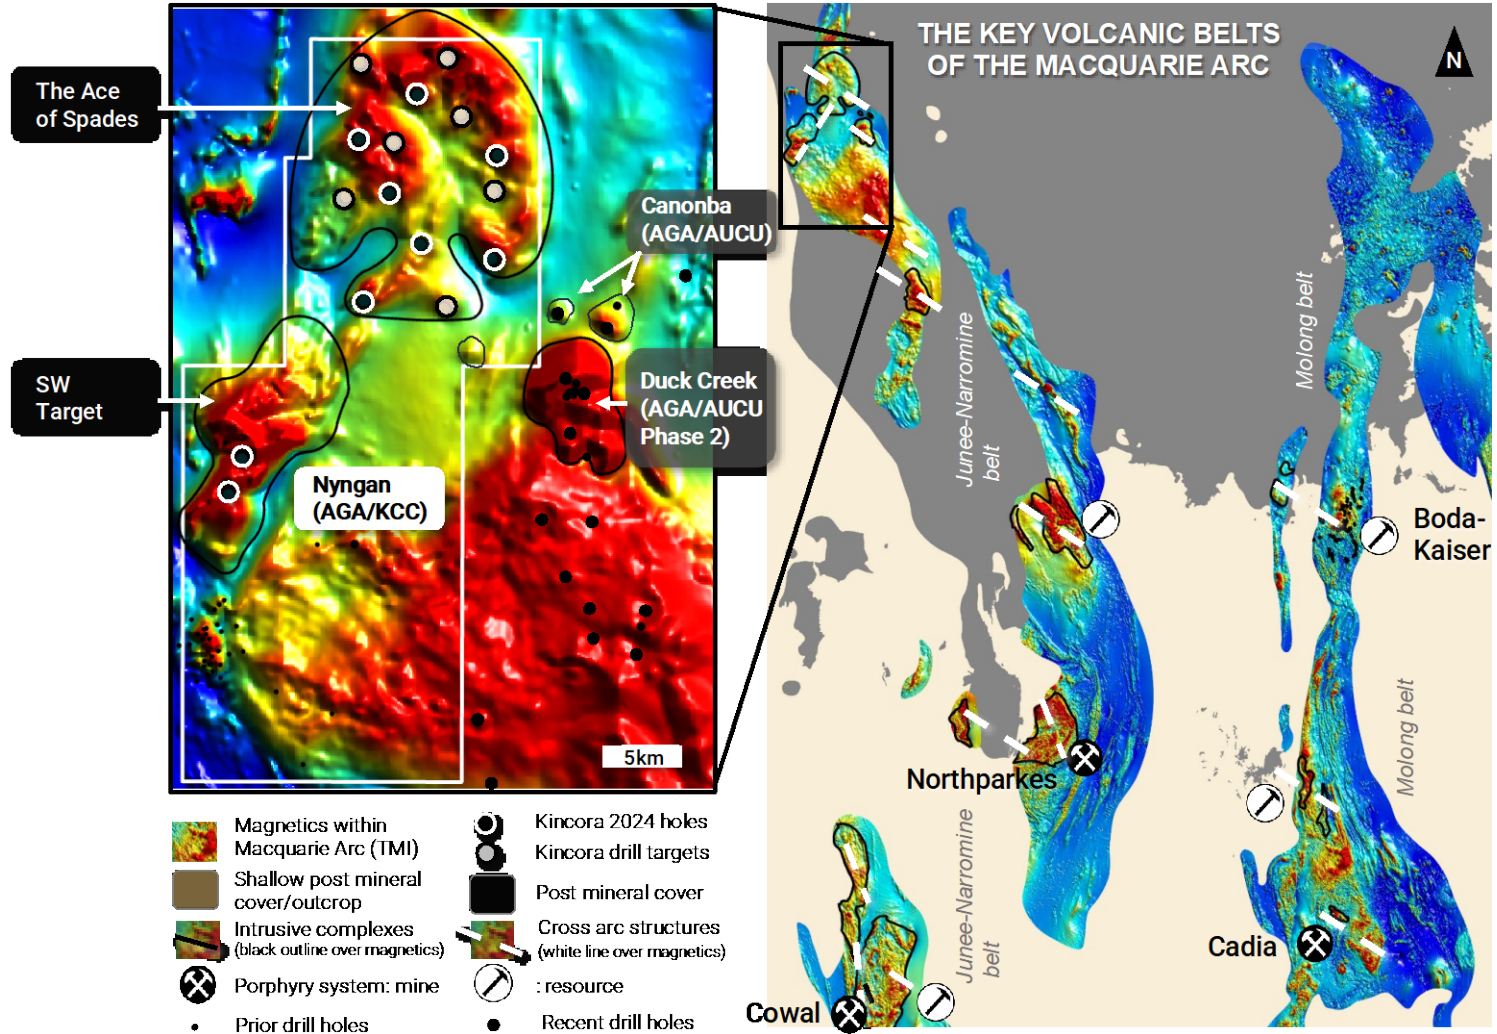 THE KEY VOLCANIC BELTS
OF THE MACQUARIE ARC
N
The Ace
of Spades
Canonba
(AGA/AUCU)
SW
Target
Duck Creek
(AGA/AUCU
Phase 2)
Nyngan
(AGA/KCC)
5km
Junee-Narromine
belt
Molong belt
Boda-
Kaiser
Molong belt
Northparkes
Junee-Narromine
belt
Cadia
Cowal
Magnetics within
Macquarie Arc (TMI)
Shallow post mineral
cover/outcrop
Intrusive complexes
(black outline over magnetics)
Porphyry system: mine
Prior drill holes
Kincora 2024 holes
Kincora drill targets
Post mineral cover
Cross arc structures
(white line over magnetics)
: resource
Recent drill holes